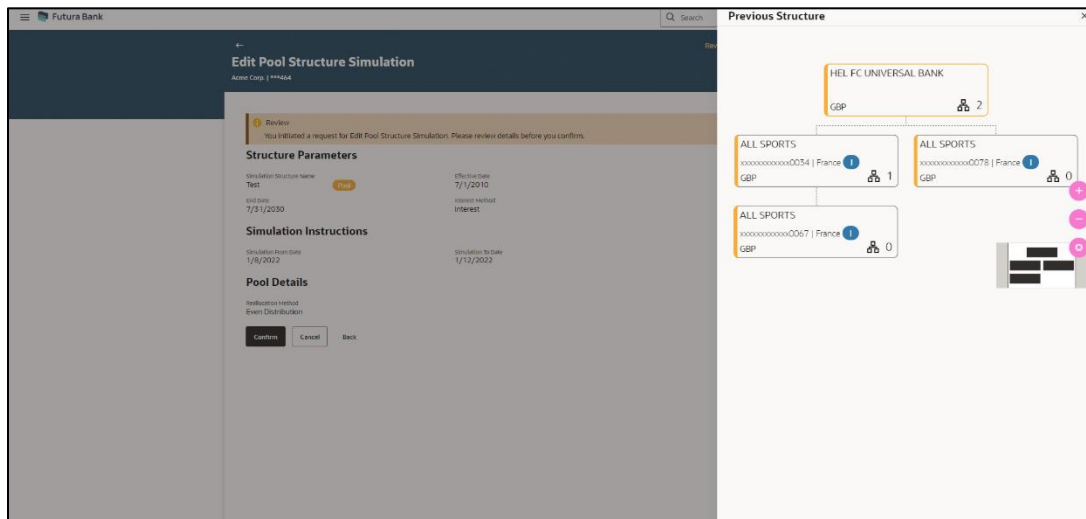 Futura Bank
Search
Previous Structure
×
←
Rev
Edit Pool Structure Simulation
Acme Corp. | ***464
Review
You initiated a request for Edit Pool Structure Simulation. Please review details before you confirm.
Structure Parameters
Simulation Structure Name
Test
Pool
Effective Date
7/1/2010
End Date
7/31/2030
Interest Method
Interest
Simulation Instructions
Simulation From Date
1/8/2022
Simulation To Date
1/12/2022
Pool Details
Reallocation Method
Even Distribution
Confirm
Cancel
Back
HEL FC UNIVERSAL BANK
GBP
2
ALL SPORTS
xxxxxxxxxxxx0034 | France I
GBP
1
ALL SPORTS
xxxxxxxxxxxx0078 | France I
GBP
0
ALL SPORTS
xxxxxxxxxxxx0067 | France I
GBP
0